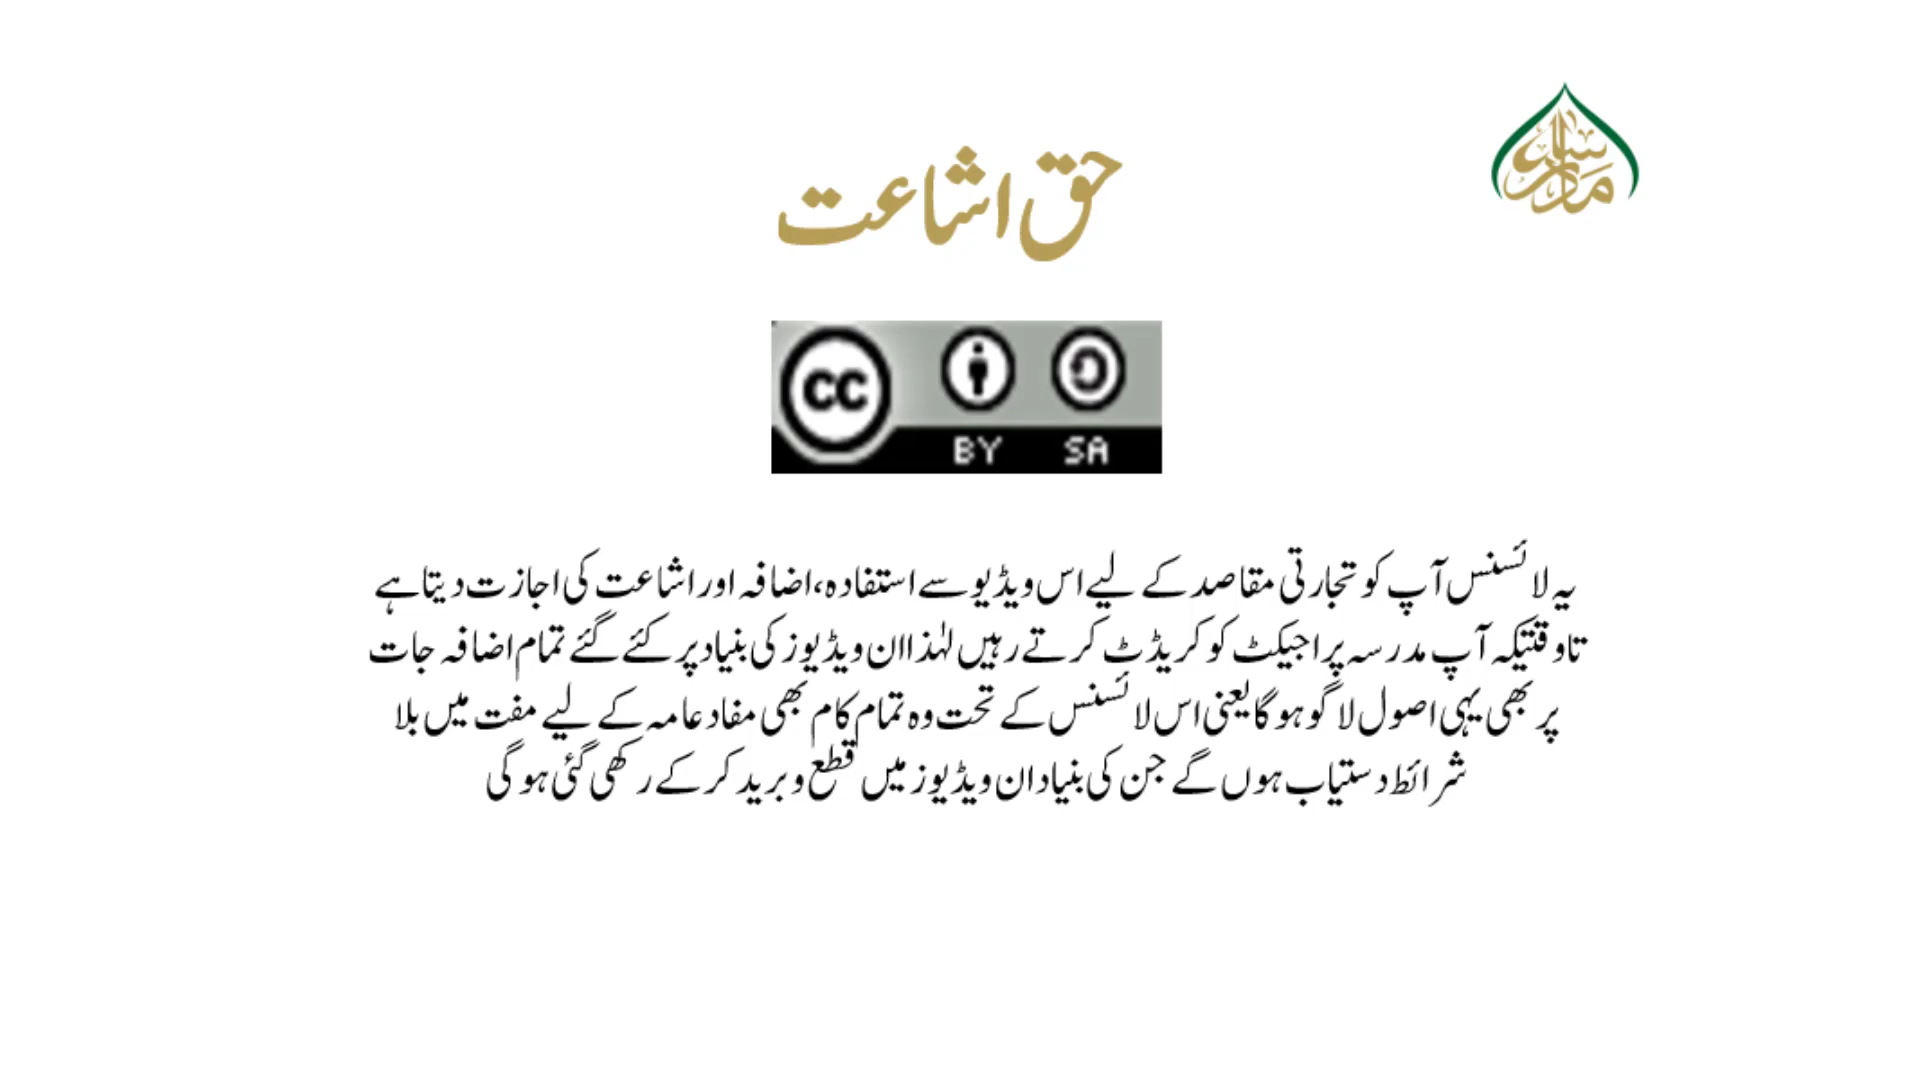 حق اشاعت
مدرسہ
cc
BY SA
یہ لائسنس آپ کو تجارتی مقاصد کے لیے اس ویڈیو سے استفادہ، اضافہ اور اشاعت کی اجازت دیتا ہے
تاوقتیکہ آپ مدرسہ پراجیکٹ کو کریڈٹ کرتے رہیں لہٰذا ان ویڈیوز کی بنیاد پر کئے گئے تمام اضافہ جات
پر بھی یہی اصول لاگو ہوگا یعنی اس لائسنس کے تحت وہ تمام کام بھی مفاد عامہ کے لیے مفت میں بلا
شرائط دستیاب ہوں گے جن کی بنیاد ان ویڈیوز میں قطع و برید کر کے رکھی گئی ہوگی